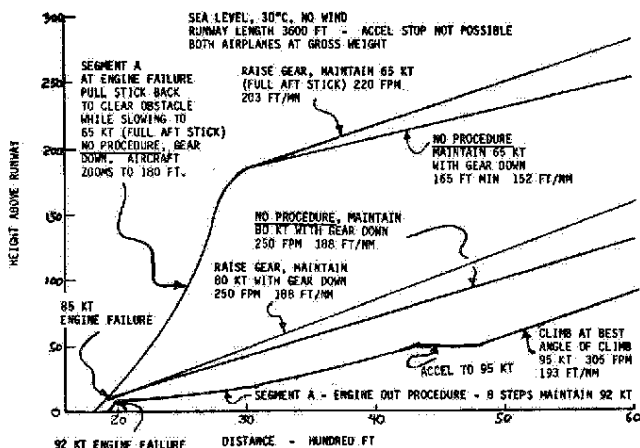 SEA LEVEL, 30°C, NO WIND
RUNWAY LENGTH 3600 FT - ACCEL STOP NOT POSSIBLE
BOTH AIRPLANES AT GROSS WEIGHT
300
250
200
150
100
50
0
HEIGHT ABOVE RUNWAY
SEGMENT A
AT ENGINE FAILURE
PULL STICK BACK
TO CLEAR OBSTACLE
WHILE SLOWING TO
65 KT (FULL AFT STICK)
NO PROCEDURE, GEAR
DOWN. AIRCRAFT
ZOOMS TO 180 FT.
RAISE GEAR, MAINTAIN 65 KT
(FULL AFT STICK) 220 FPM
203 FT/NM
NO PROCEDURE
MAINTAIN 65 KT
WITH GEAR DOWN
165 FT MIN 152 FT/NM
NO PROCEDURE, MAINTAIN
80 KT WITH GEAR DOWN
250 FPM 188 FT/NM
RAISE GEAR, MAINTAIN
80 KT WITH GEAR DOWN
250 FPM 188 FT/NM
85 KT
ENGINE FAILURE
CLIMB AT BEST
ANGLE OF CLIMB
95 KT 305 FPM
193 FT/NM
ACCEL TO 95 KT
SEGMENT A - ENGINE OUT PROCEDURE - 8 STEPS MAINTAIN 92 KT
20
30
40
50
60
92 KT ENGINE FAILURE
DISTANCE - HUNDRED FT